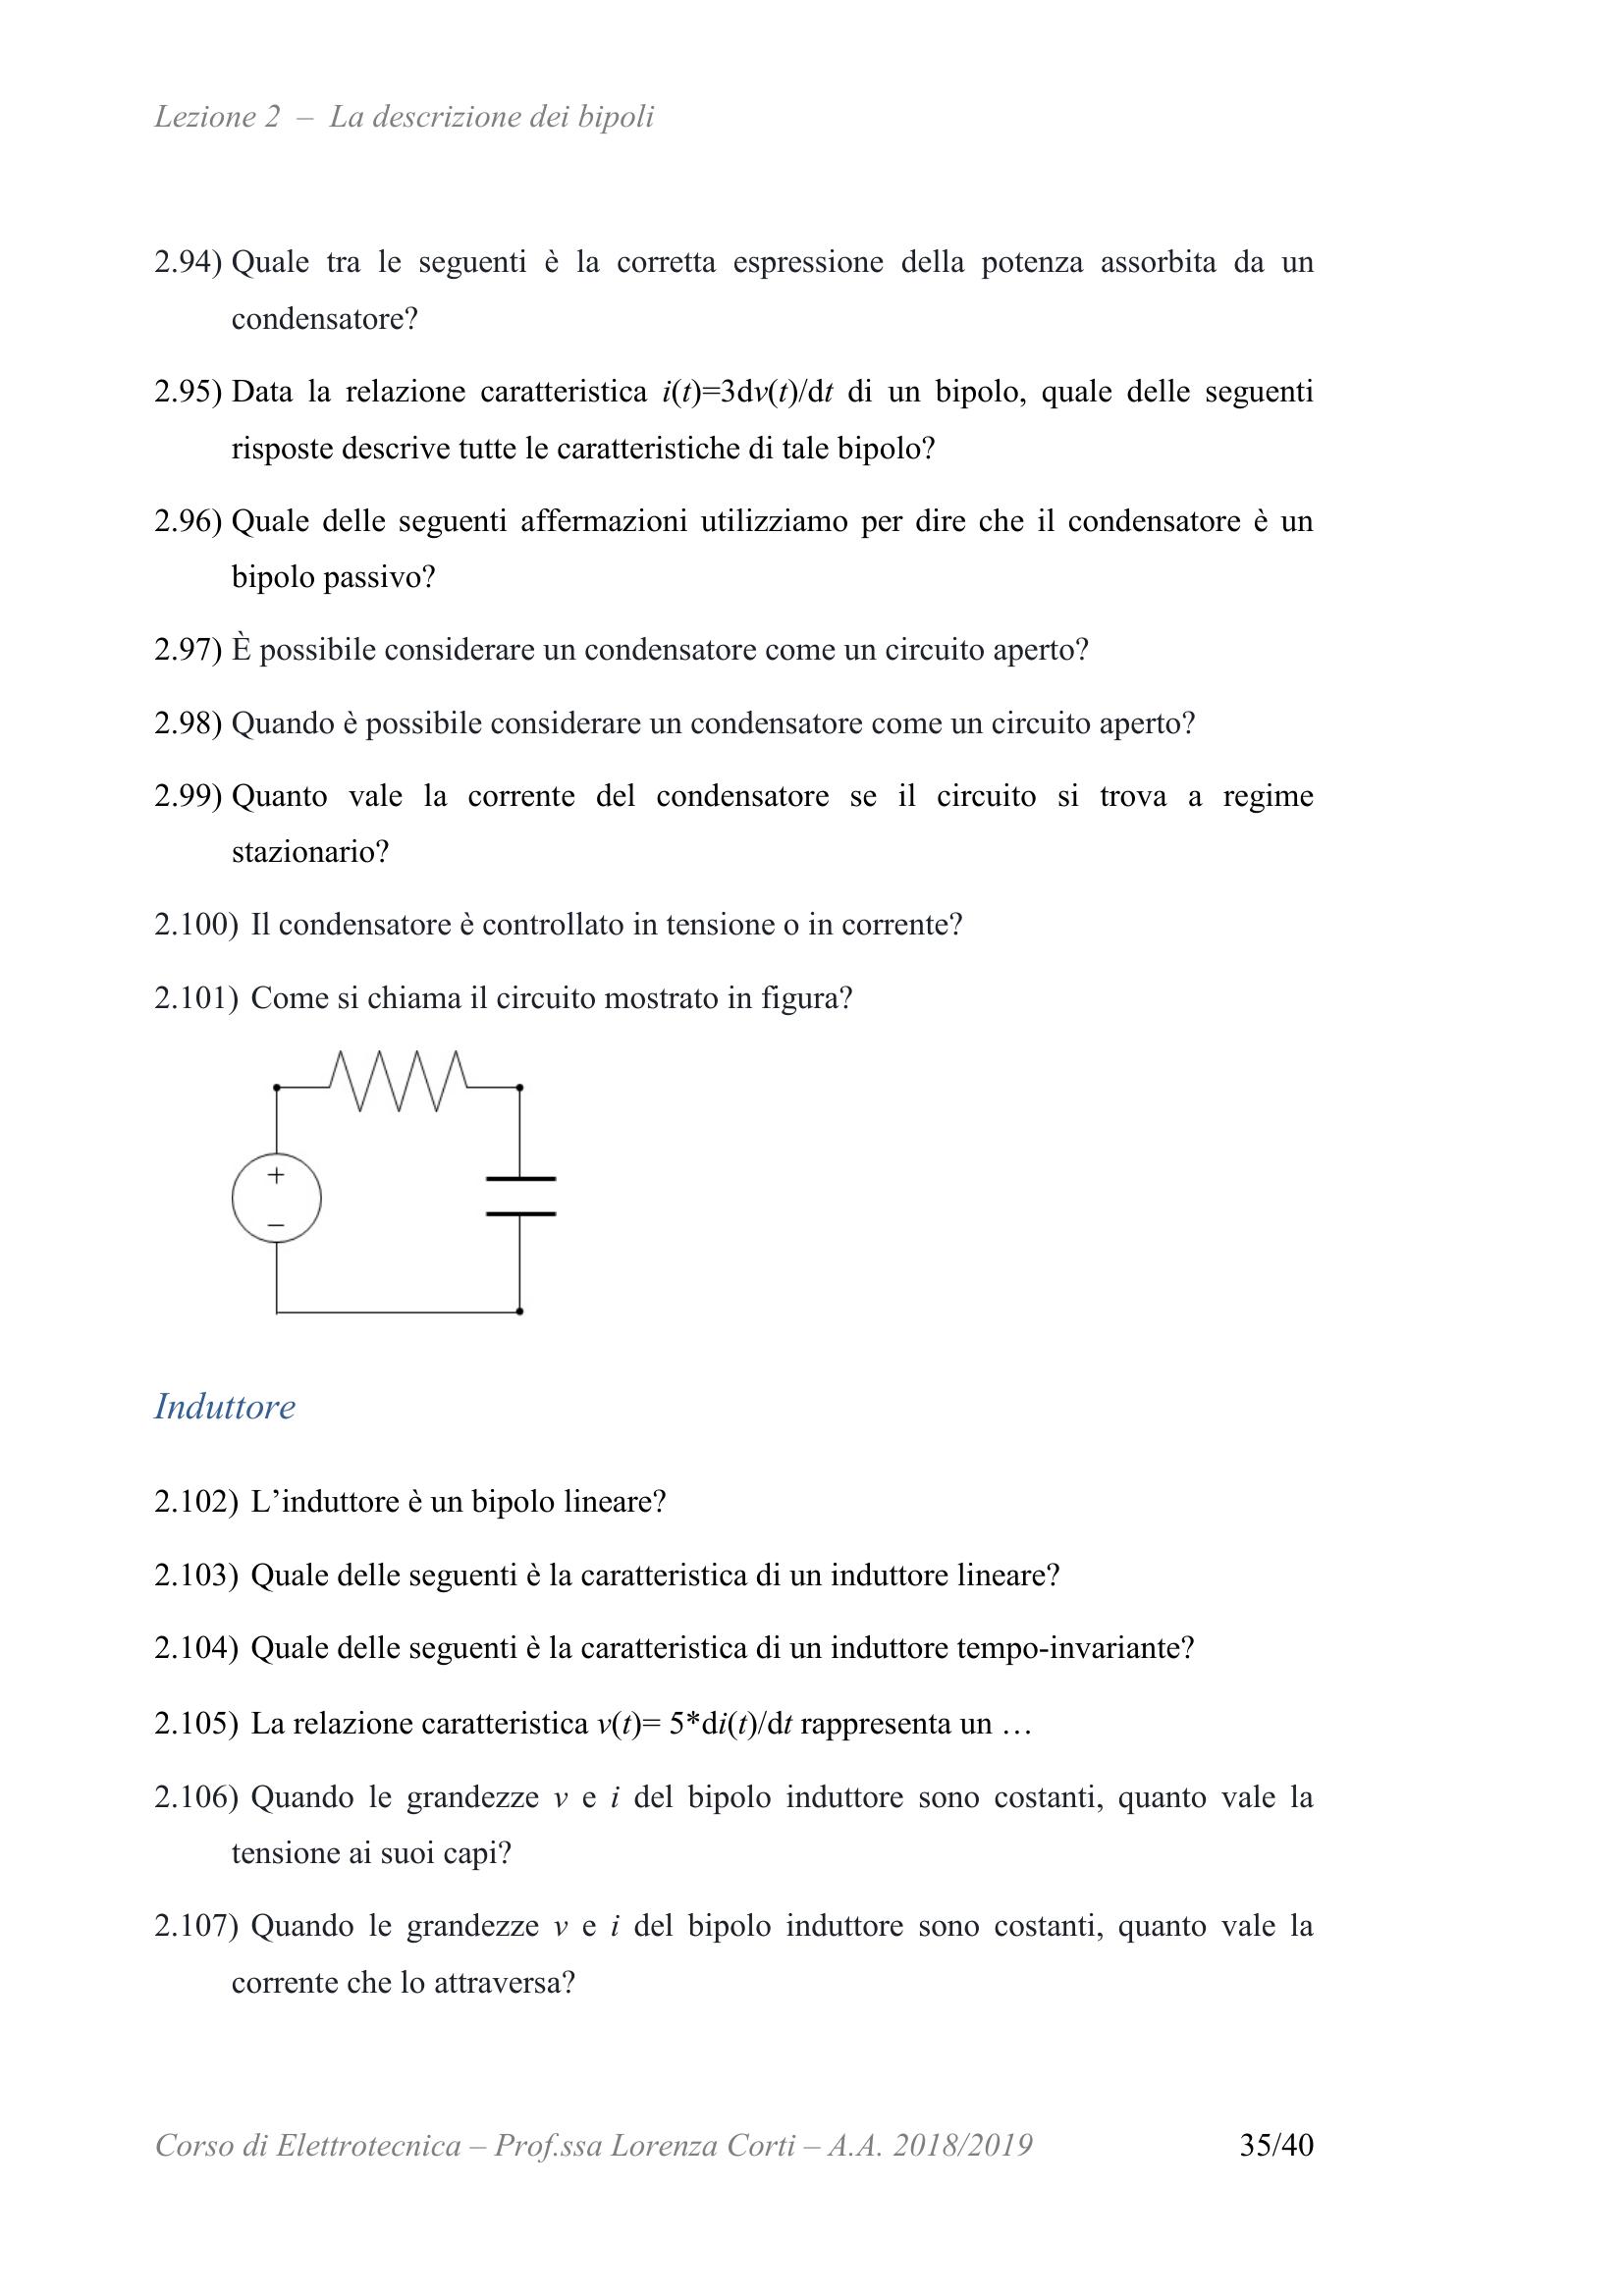 Lezione 2 – La descrizione dei bipoli
2.94) Quale tra le seguenti è la corretta espressione della potenza assorbita da un
condensatore?
2.95) Data la relazione caratteristica i(t)=3dv(t)/dt di un bipolo, quale delle seguenti
risposte descrive tutte le caratteristiche di tale bipolo?
2.96) Quale delle seguenti affermazioni utilizziamo per dire che il condensatore è un
bipolo passivo?
2.97) È possibile considerare un condensatore come un circuito aperto?
2.98) Quando è possibile considerare un condensatore come un circuito aperto?
2.99) Quanto vale la corrente del condensatore se il circuito si trova a regime
stazionario?
2.100) Il condensatore è controllato in tensione o in corrente?
2.101) Come si chiama il circuito mostrato in figura?
+
−
Induttore
2.102) L’induttore è un bipolo lineare?
2.103) Quale delle seguenti è la caratteristica di un induttore lineare?
2.104) Quale delle seguenti è la caratteristica di un induttore tempo-invariante?
2.105) La relazione caratteristica v(t)= 5*di(t)/dt rappresenta un …
2.106) Quando le grandezze v e i del bipolo induttore sono costanti, quanto vale la
tensione ai suoi capi?
2.107) Quando le grandezze v e i del bipolo induttore sono costanti, quanto vale la
corrente che lo attraversa?
Corso di Elettrotecnica – Prof.ssa Lorenza Corti – A.A. 2018/2019 35/40